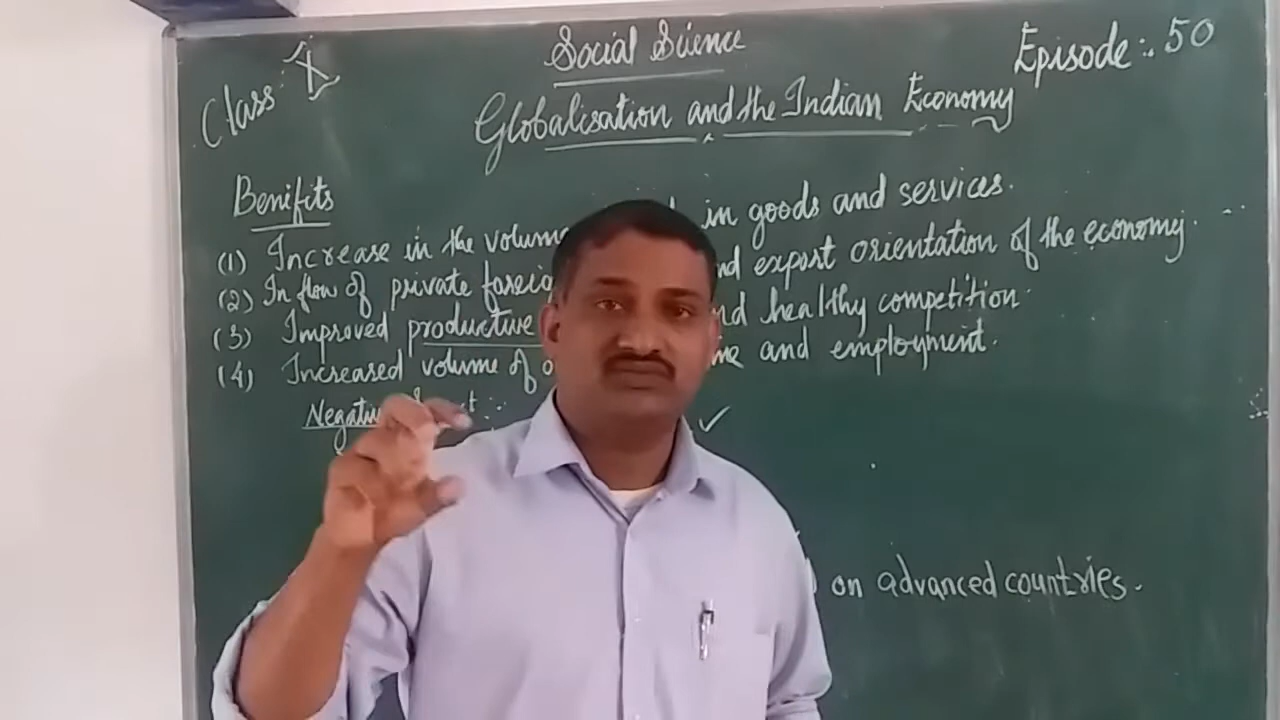 Class: X
Social Science
Episode:. 50
Globalisation and the Indian Economy
Benifits
(1) Increase in the volume in goods and services.
(2) In flow of private and export orientation of the economy.
(3) Improved productive and healthy competition.
(4) Increased volume of and employment.
on advanced countries.